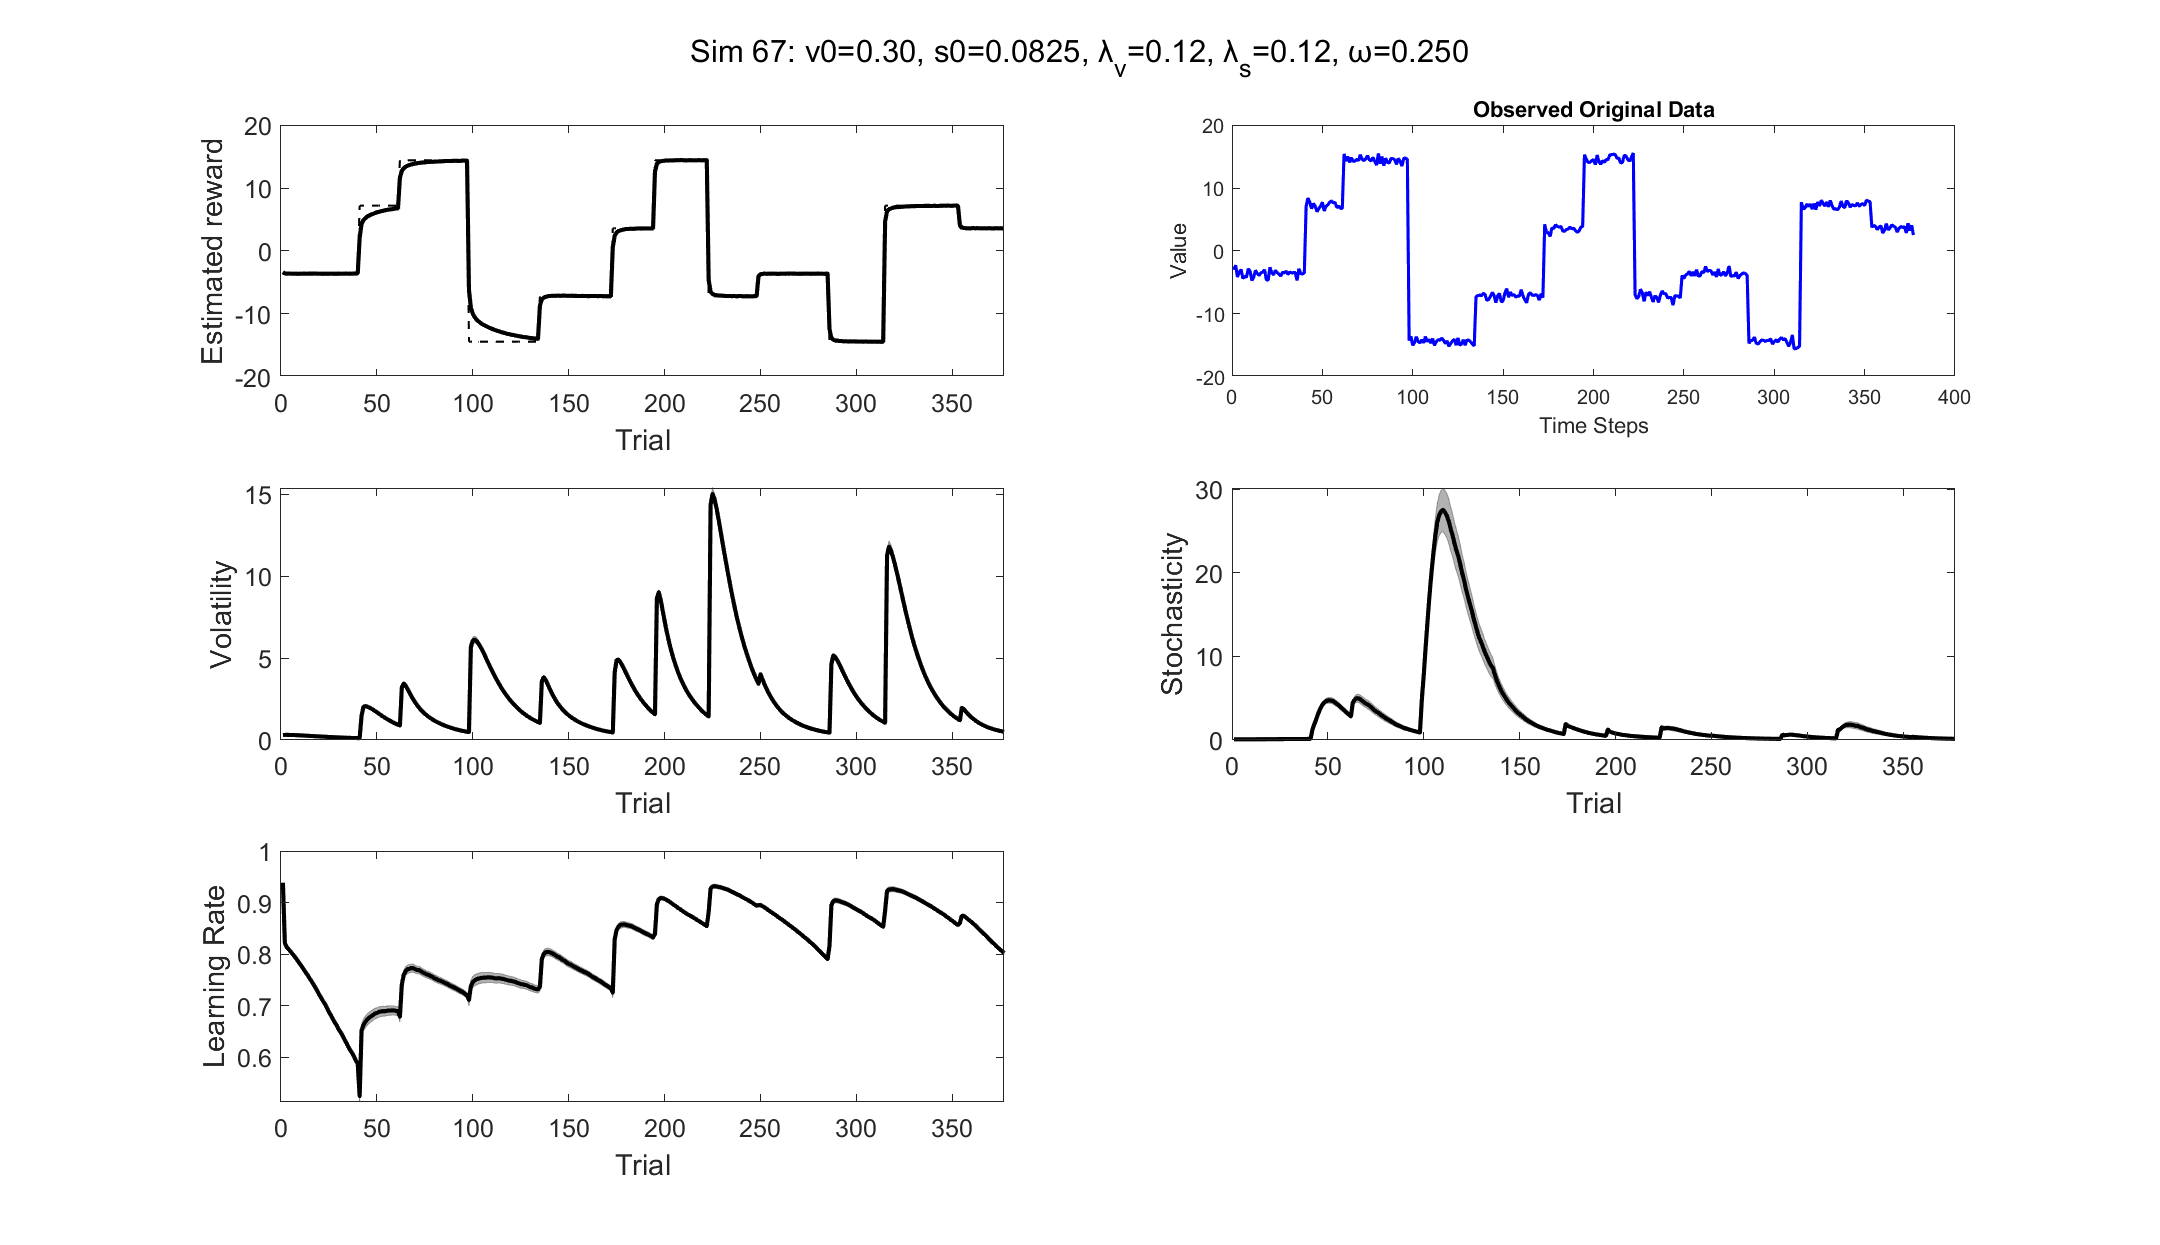 Sim 67: v0=0.30, s0=0.0825, λv=0.12, λs=0.12, ω=0.250
Estimated reward
20
10
0
-10
-20
0 50 100 150 200 250 300 350
Trial
Observed Original Data
Value
20
10
0
-10
-20
0 50 100 150 200 250 300 350 400
Time Steps
Volatility
15
10
5
0
0 50 100 150 200 250 300 350
Trial
Stochasticity
30
20
10
0
0 50 100 150 200 250 300 350
Trial
Learning Rate
1
0.9
0.8
0.7
0.6
0 50 100 150 200 250 300 350
Trial